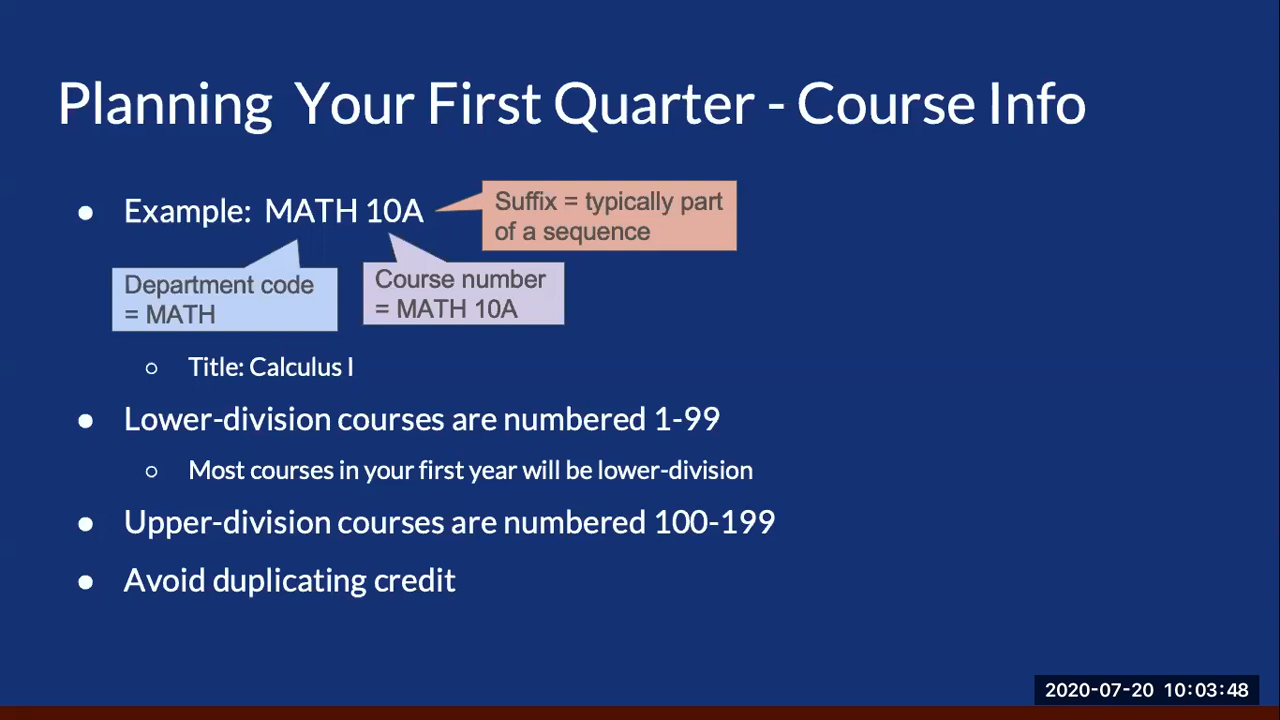 Planning Your First Quarter - Course Info
● Example: MATH 10A
Suffix = typically part
of a sequence
Department code
= MATH
Course number
= MATH 10A
○ Title: Calculus I
● Lower-division courses are numbered 1-99
○ Most courses in your first year will be lower-division
● Upper-division courses are numbered 100-199
● Avoid duplicating credit
2020-07-20 10:03:48